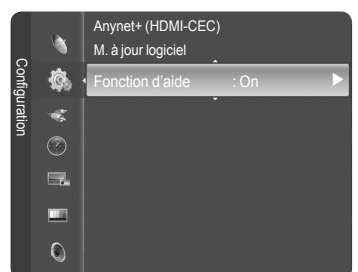 Configuration
Anynet+ (HDMI-CEC)
M. à jour logiciel
Fonction d'aide : On